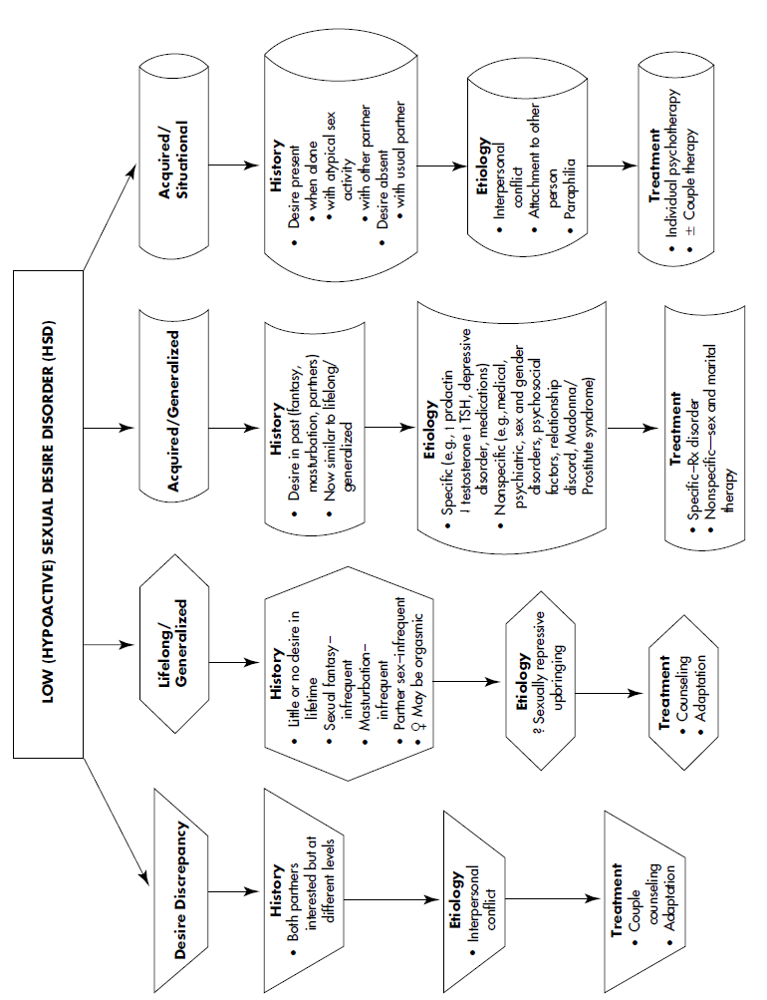 LOW (HYPOACTIVE) SEXUAL DESIRE DISORDER (HSD)
Desire Discrepancy
History
• Both partners
interested but at
different levels
Etiology
• Interpersonal
conflict
Treatment
• Couple
counseling
• Adaptation
Lifelong/
Generalized
History
• Little or no desire in
lifetime
• Sexual fantasy–
infrequent
• Masturbation–
infrequent
• Partner sex–infrequent
• ♀ May be orgasmic
Etiology
? Sexually repressive
upbringing
Treatment
• Counseling
• Adaptation
Acquired/Generalized
History
• Desire in past (fantasy,
masturbation, partners)
• Now similar to lifelong/
generalized
Etiology
• Specific (e.g., ↑ prolactin
↓ testosterone ↑ TSH, depressive
disorder, medications)
• Nonspecific (e.g.,medical,
psychiatric, sex and gender
disorders, psychosocial
factors, relationship
discord, Madonna/
Prostitute syndrome)
Treatment
• Specific–Rx disorder
• Nonspecific—sex and marital
therapy
Acquired/
Situational
History
• Desire present
• when alone
• with atypical sex
activity
• with other partner
• Desire absent
• with usual partner
Etiology
• Interpersonal
conflict
• Attachment to other
person
• Paraphilia
Treatment
• Individual psychotherapy
• ± Couple therapy